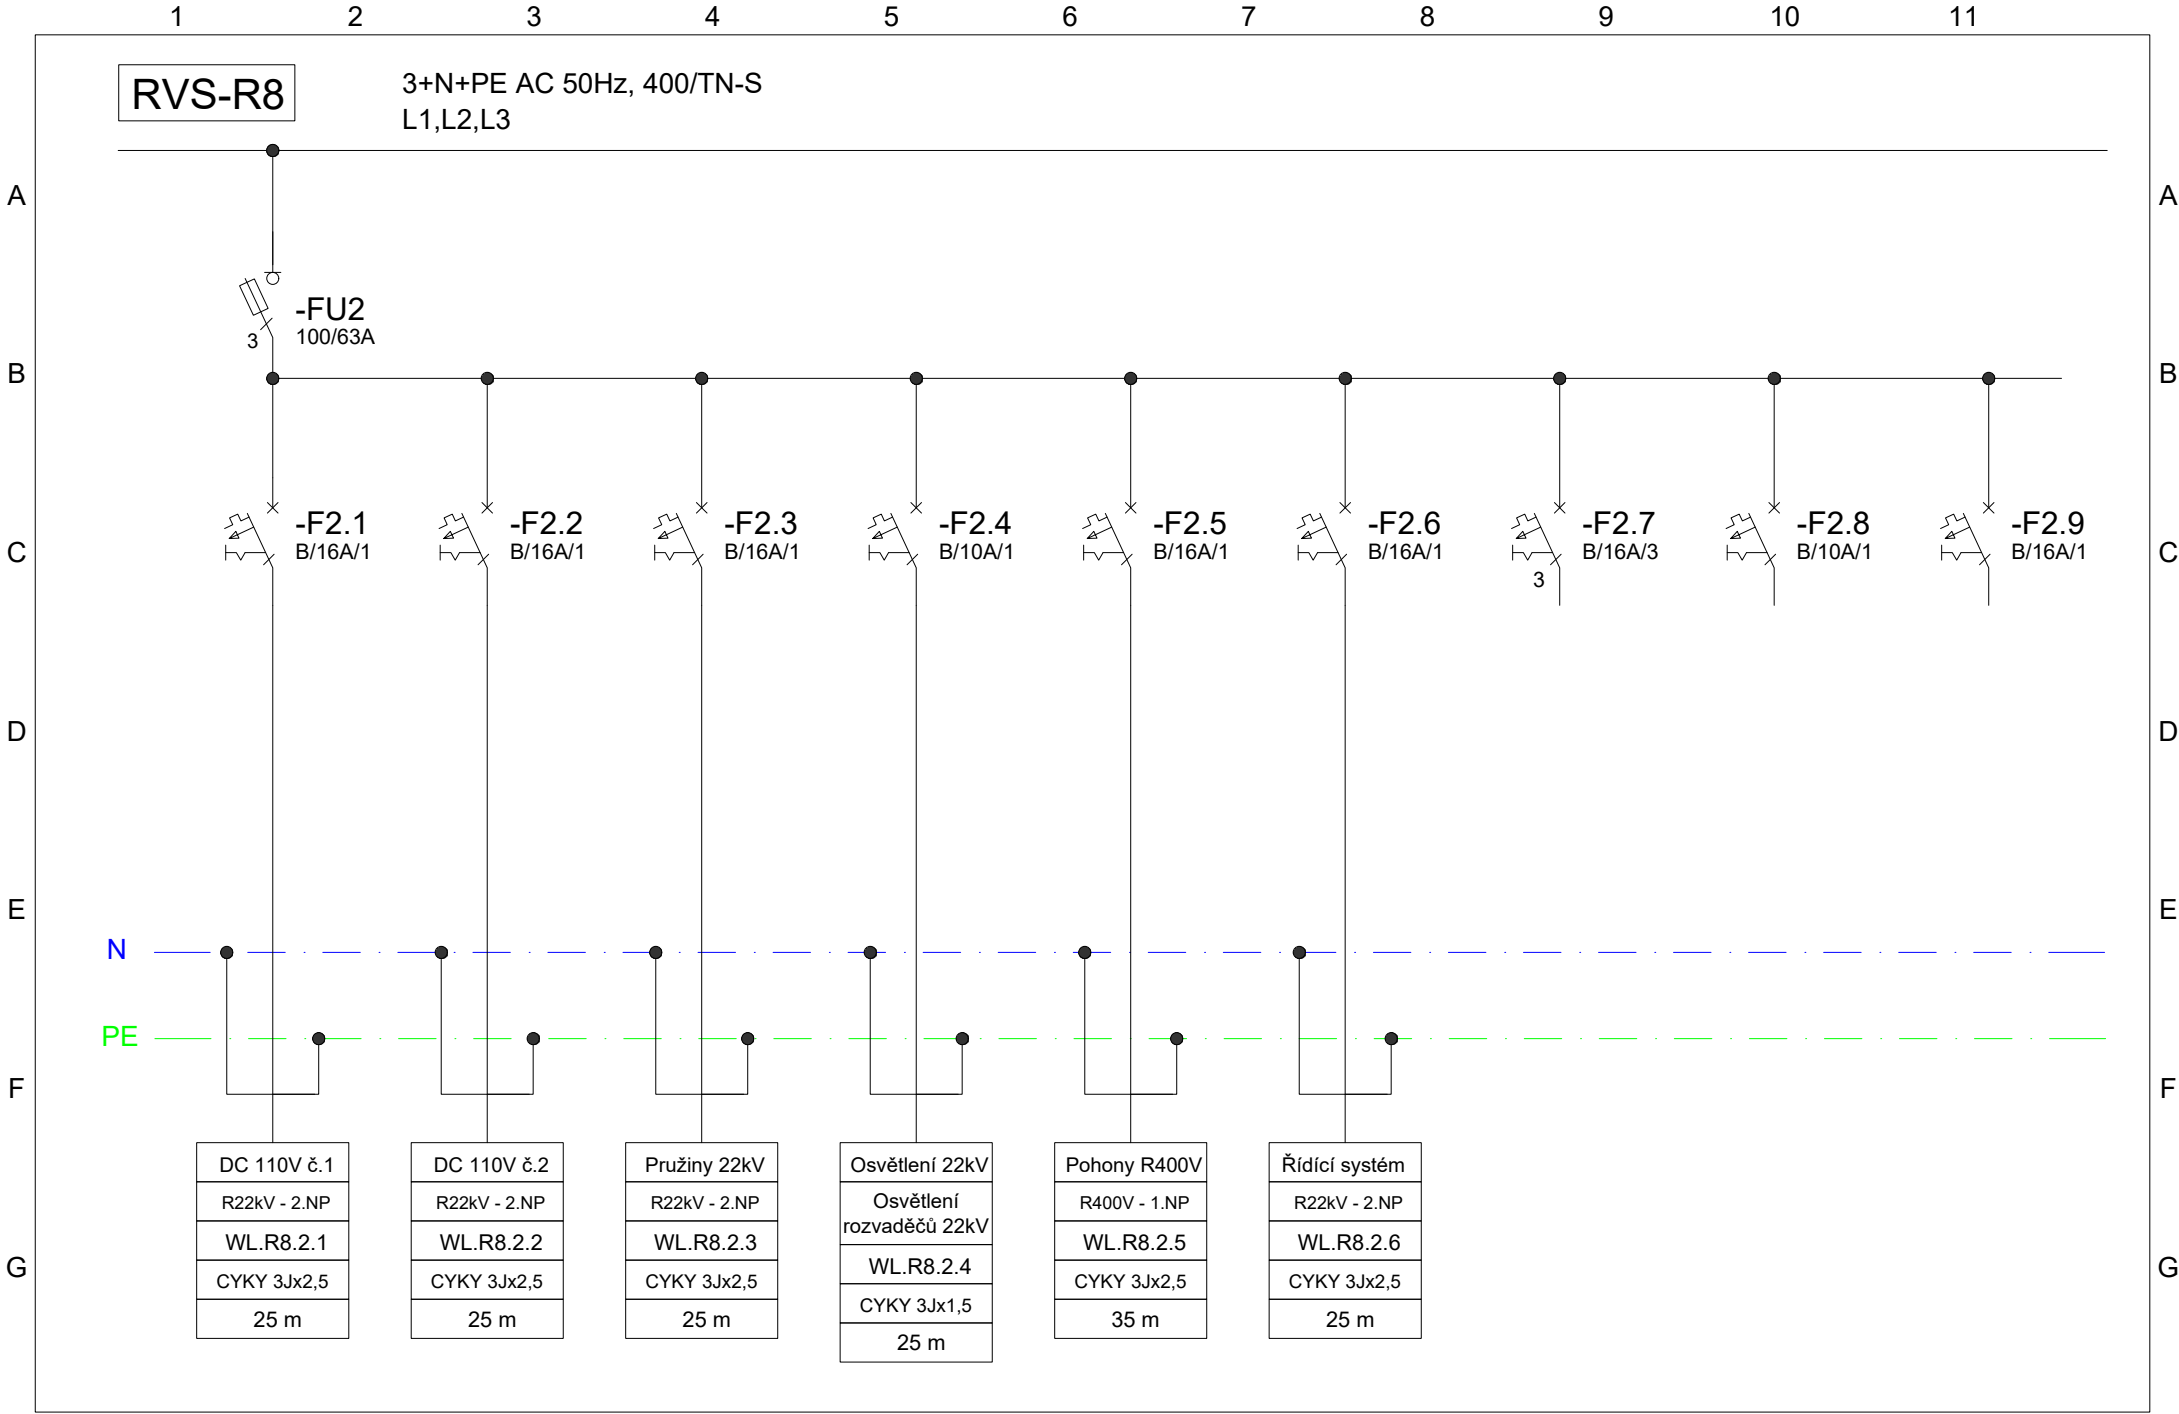 1 2 3 4 5 6 7 8 9 10 11
RVS-R8
3+N+PE AC 50Hz, 400/TN-S
L1,L2,L3
A A
-FU2
100/63A
3
B B
-F2.1 -F2.2 -F2.3 -F2.4 -F2.5 -F2.6 -F2.7 -F2.8 -F2.9
B/16A/1 B/16A/1 B/16A/1 B/10A/1 B/16A/1 B/16A/1 B/16A/3 B/10A/1 B/16A/1
C C
3
D D
E E
N
PE
F F
DC 110V č.1
R22kV - 2.NP
WL.R8.2.1
CYKY 3Jx2,5
25 m
DC 110V č.2
R22kV - 2.NP
WL.R8.2.2
CYKY 3Jx2,5
25 m
Pružiny 22kV
R22kV - 2.NP
WL.R8.2.3
CYKY 3Jx2,5
25 m
Osvětlení 22kV
Osvětlení
rozvaděčů 22kV
WL.R8.2.4
CYKY 3Jx1,5
25 m
Pohony R400V
R400V - 1.NP
WL.R8.2.5
CYKY 3Jx2,5
35 m
Řídící systém
R22kV - 2.NP
WL.R8.2.6
CYKY 3Jx2,5
25 m
G G